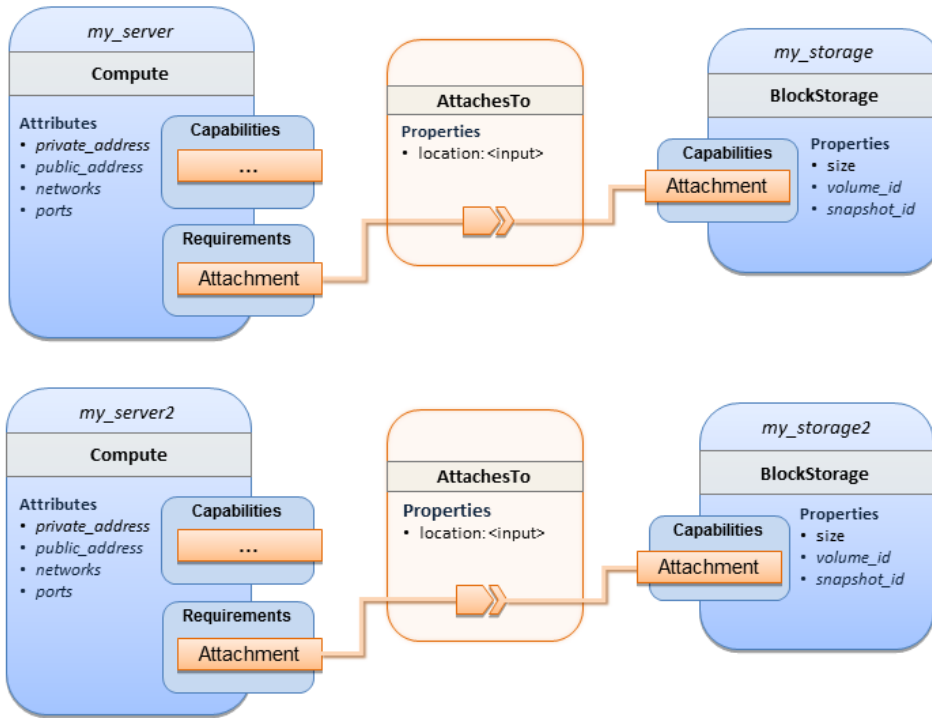 my_server
Compute
Attributes
• private_address
• public_address
• networks
• ports
Capabilities
...
Requirements
Attachment
AttachesTo
Properties
• location: <input>
my_storage
BlockStorage
Capabilities
Attachment
Properties
• size
• volume_id
• snapshot_id
my_server2
Compute
Attributes
• private_address
• public_address
• networks
• ports
Capabilities
...
Requirements
Attachment
AttachesTo
Properties
• location: <input>
my_storage2
BlockStorage
Capabilities
Attachment
Properties
• size
• volume_id
• snapshot_id